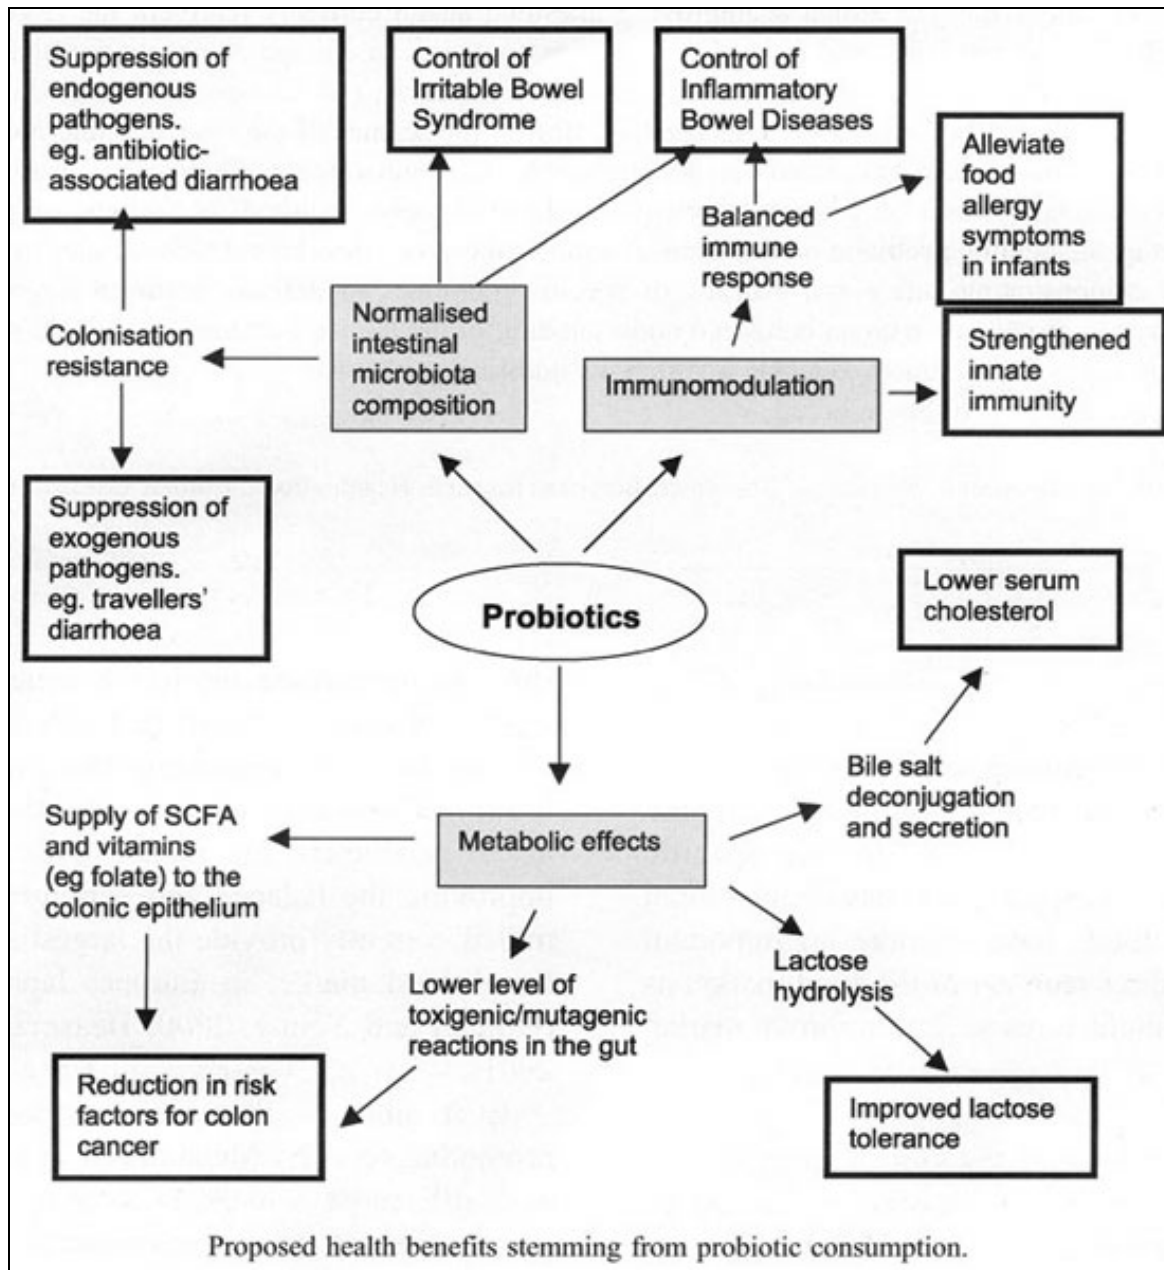 Suppression of
endogenous
pathogens.
eg. antibiotic-
associated diarrhoea
Control of
Irritable Bowel
Syndrome
Control of
Inflammatory
Bowel Diseases
Alleviate
food
allergy
symptoms
in infants
Balanced
immune
response
Colonisation
resistance
Normalised
intestinal
microbiota
composition
Immunomodulation
Strengthened
innate
immunity
Suppression of
exogenous
pathogens.
eg. travellers'
diarrhoea
Probiotics
Lower serum
cholesterol
Bile salt
deconjugation
and secretion
Supply of SCFA
and vitamins
(eg folate) to the
colonic epithelium
Metabolic effects
Lactose
hydrolysis
Lower level of
toxigenic/mutagenic
reactions in the gut
Reduction in risk
factors for colon
cancer
Improved lactose
tolerance
Proposed health benefits stemming from probiotic consumption.